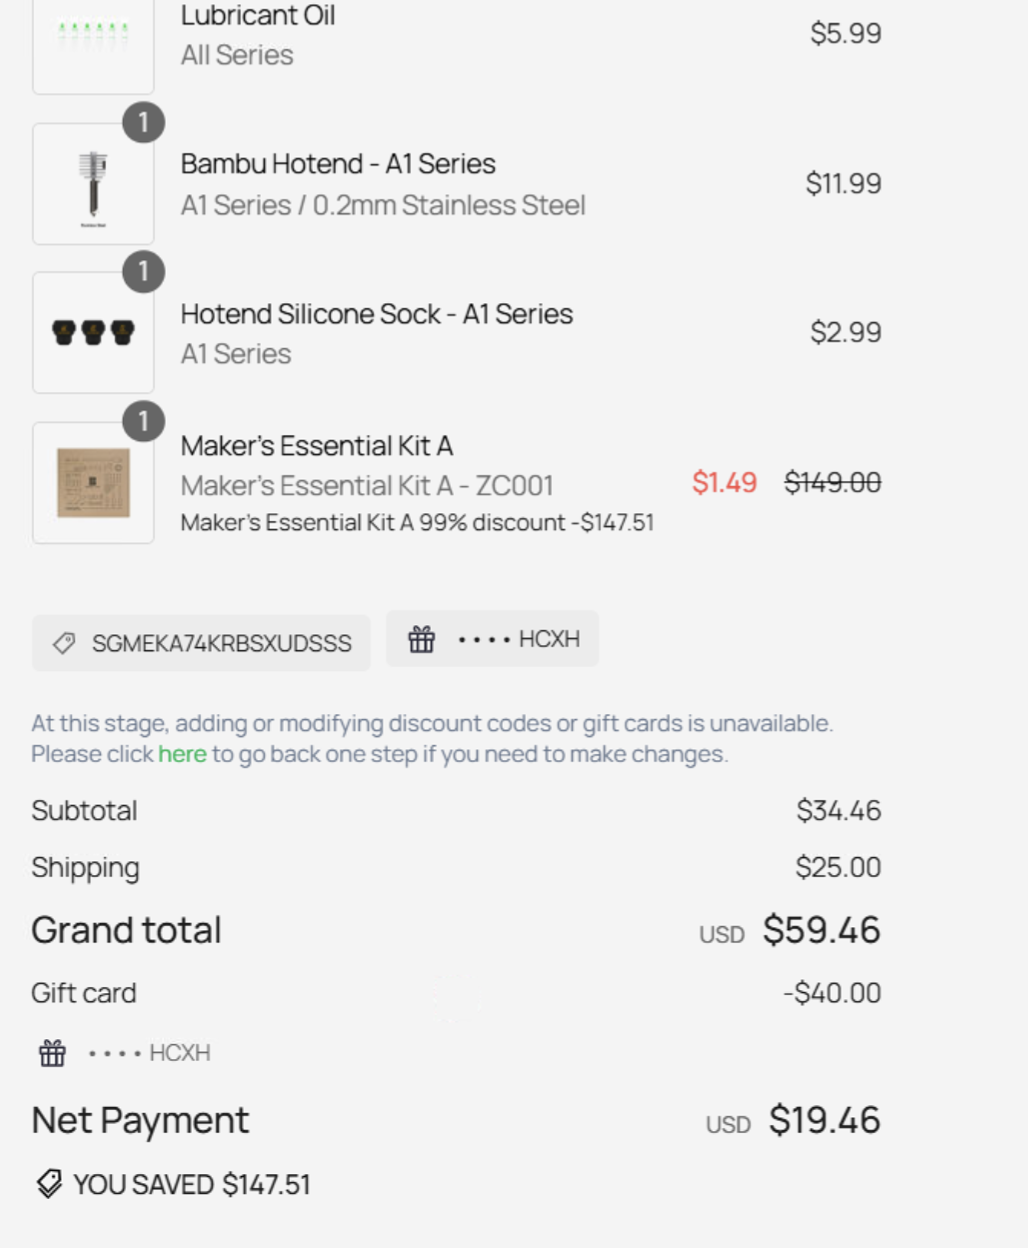 Lubricant Oil
All Series
$5.99
1
Bambu Hotend - A1 Series
A1 Series / 0.2mm Stainless Steel
$11.99
1
Hotend Silicone Sock - A1 Series
A1 Series
$2.99
1
Maker's Essential Kit A
Maker's Essential Kit A - ZC001
Maker's Essential Kit A 99% discount -$147.51
$1.49 $149.00
SGMEKA74KRBSXUDSSS
•••• HCXH
At this stage, adding or modifying discount codes or gift cards is unavailable.
Please click here to go back one step if you need to make changes.
Subtotal $34.46
Shipping $25.00
Grand total USD $59.46
Gift card -$40.00
•••• HCXH
Net Payment USD $19.46
YOU SAVED $147.51